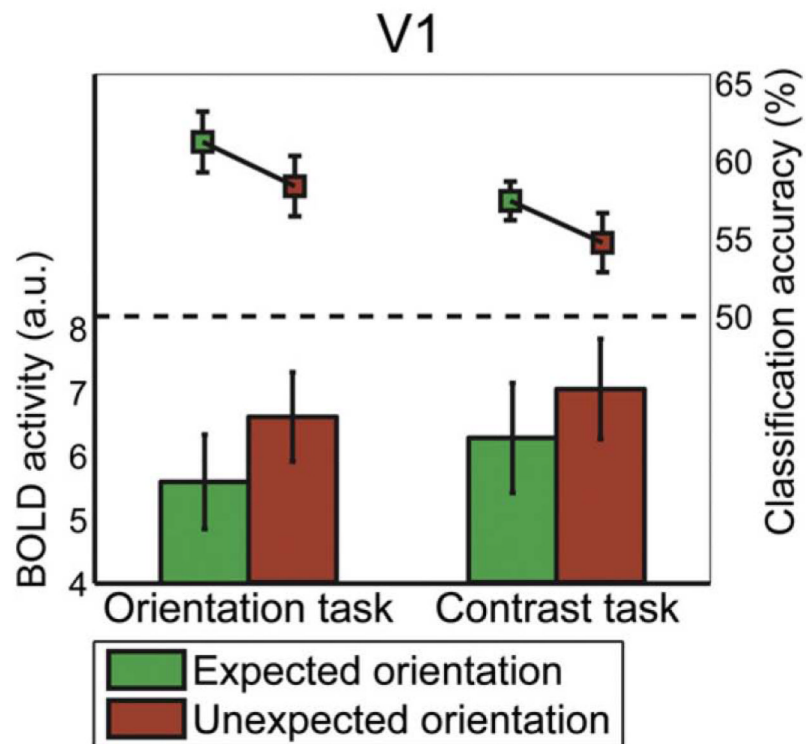 V1
BOLD activity (a.u.)
8
7
6
5
4
65
60
55
50
Classification accuracy (%)
Orientation task
Contrast task
Expected orientation
Unexpected orientation